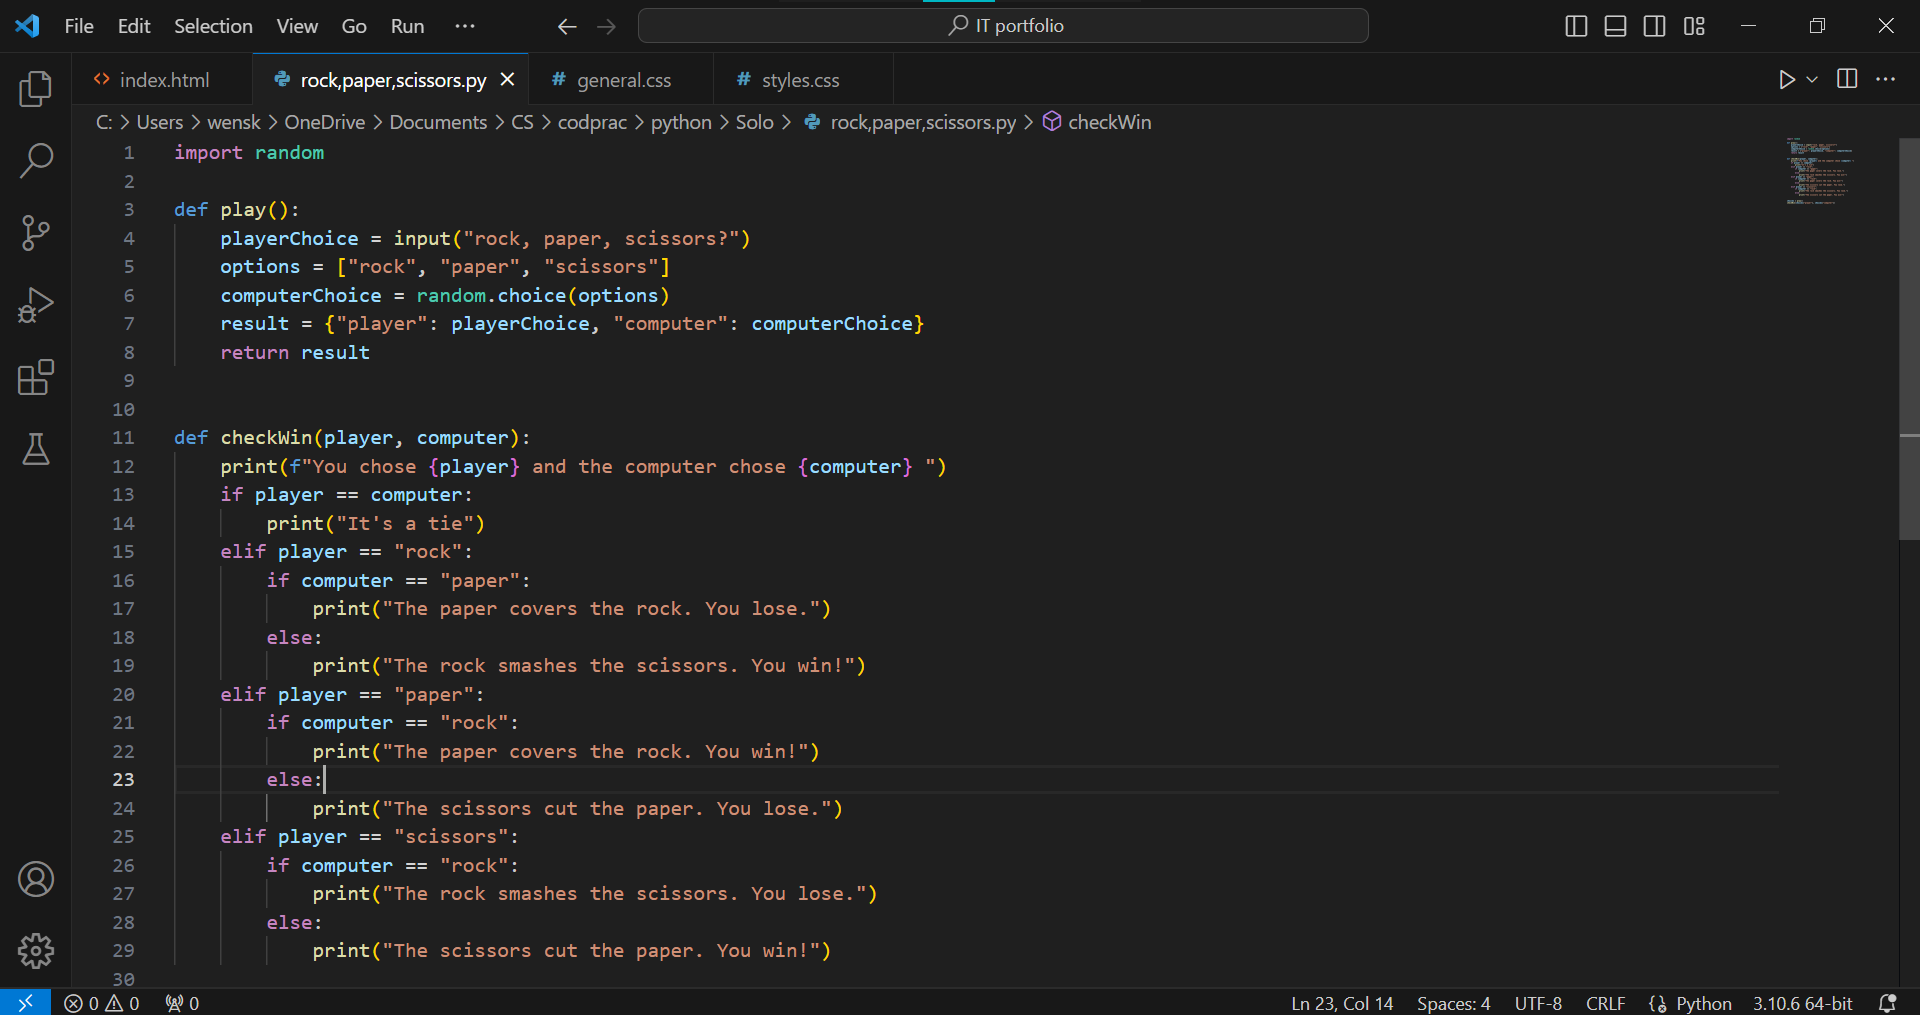 File Edit Selection View Go Run ··· IT portfolio
index.html rock,paper,scissors.py general.css styles.css
C: > Users > wensk > OneDrive > Documents > CS > codprac > python > Solo > rock,paper,scissors.py > checkWin
1 import random
2
3 def play():
4     playerChoice = input("rock, paper, scissors?")
5     options = ["rock", "paper", "scissors"]
6     computerChoice = random.choice(options)
7     result = {"player": playerChoice, "computer": computerChoice}
8     return result
9
10
11 def checkWin(player, computer):
12     print(f"You chose {player} and the computer chose {computer} ")
13     if player == computer:
14         print("It's a tie")
15     elif player == "rock":
16         if computer == "paper":
17             print("The paper covers the rock. You lose.")
18         else:
19             print("The rock smashes the scissors. You win!")
20     elif player == "paper":
21         if computer == "rock":
22             print("The paper covers the rock. You win!")
23         else:
24             print("The scissors cut the paper. You lose.")
25     elif player == "scissors":
26         if computer == "rock":
27             print("The rock smashes the scissors. You lose.")
28         else:
29             print("The scissors cut the paper. You win!")
30
0 0 0 Ln 23, Col 14 Spaces: 4 UTF-8 CRLF Python 3.10.6 64-bit